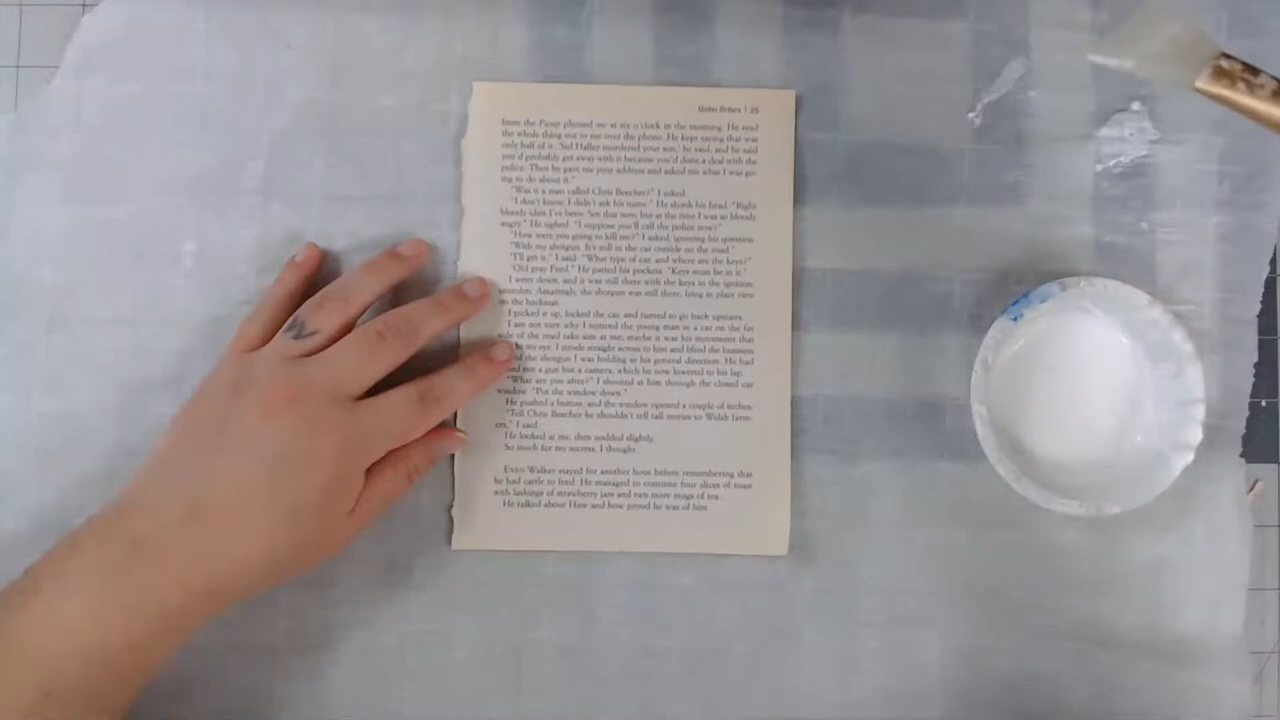 Under Orders | 25
from the Pump phoned me at six o'clock in the morning. He read
the whole thing out to me over the phone. He kept saying that was
only half of it. 'Sid Halley murdered your son,' he said, and he said
you'd probably get away with it because you'd done a deal with the
police. Then he gave me your address and asked me what I was go-
ing to do about it."
"Was it a man called Chris Beecher?" I asked.
"I don't know. I didn't ask his name." He shook his head. "Right
bloody idiot I've been. See that now, but at the time I was so bloody
angry." He sighed. "I suppose you'll call the police now?"
"How were you going to kill me?" I asked, ignoring his question.
"With my shotgun. It's still in the car outside on the road."
"I'll get it," I said. "What type of car, and where are the keys?"
"Old gray Ford." He patted his pockets. "Keys must be in it."
I went down, and it was still there with the keys in the ignition,
unstolen. Amazingly, the shotgun was still there, lying in plain view
on the backseat.
I picked it up, locked the car, and turned to go back upstairs.
I am not sure why I noticed the young man in a car on the far
side of the road take aim at me; maybe it was his movement that
to my eye. I strode straight across to him and lifted the business
of the shotgun I was holding in his general direction. He had
not a gun but a camera, which he now lowered to his lap.
"What are you after?" I shouted at him through the closed car
window. "Put the window down."
He pushed a button, and the window opened a couple of inches.
"Tell Chris Beecher he shouldn't tell tall stories to Welsh farm-
ers," I said.
He looked at me, then nodded slightly.
So much for my secrets, I thought.
EVAN Walker stayed for another hour before remembering that
he had cattle to feed. He managed to consume four slices of toast
with lashings of strawberry jam and two more mugs of tea.
He talked about Huw and how proud he was of him
W